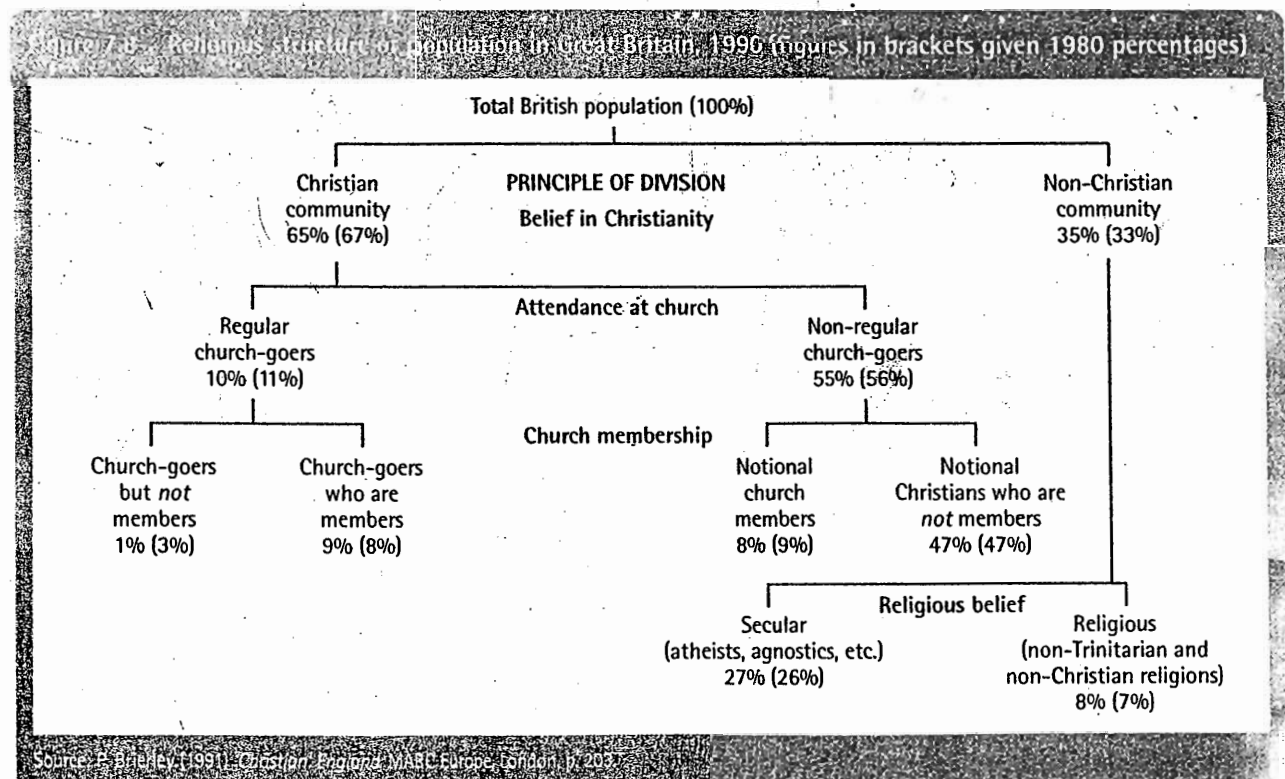 Figure 7.8 Religious structure of population in Great Britain, 1990 (figures in brackets given 1980 percentages)
Total British population (100%)
Christian
community
65% (67%)
PRINCIPLE OF DIVISION
Belief in Christianity
Non-Christian
community
35% (33%)
Attendance at church
Regular
church-goers
10% (11%)
Non-regular
church-goers
55% (56%)
Church membership
Church-goers
but not
members
1% (3%)
Church-goers
who are
members
9% (8%)
Notional
church
members
8% (9%)
Notional
Christians who are
not members
47% (47%)
Religious belief
Secular
(atheists, agnostics, etc.)
27% (26%)
Religious
(non-Trinitarian and
non-Christian religions)
8% (7%)
Source: P. Brierley (1991), Christian England, MARC Europe, London, p. 203